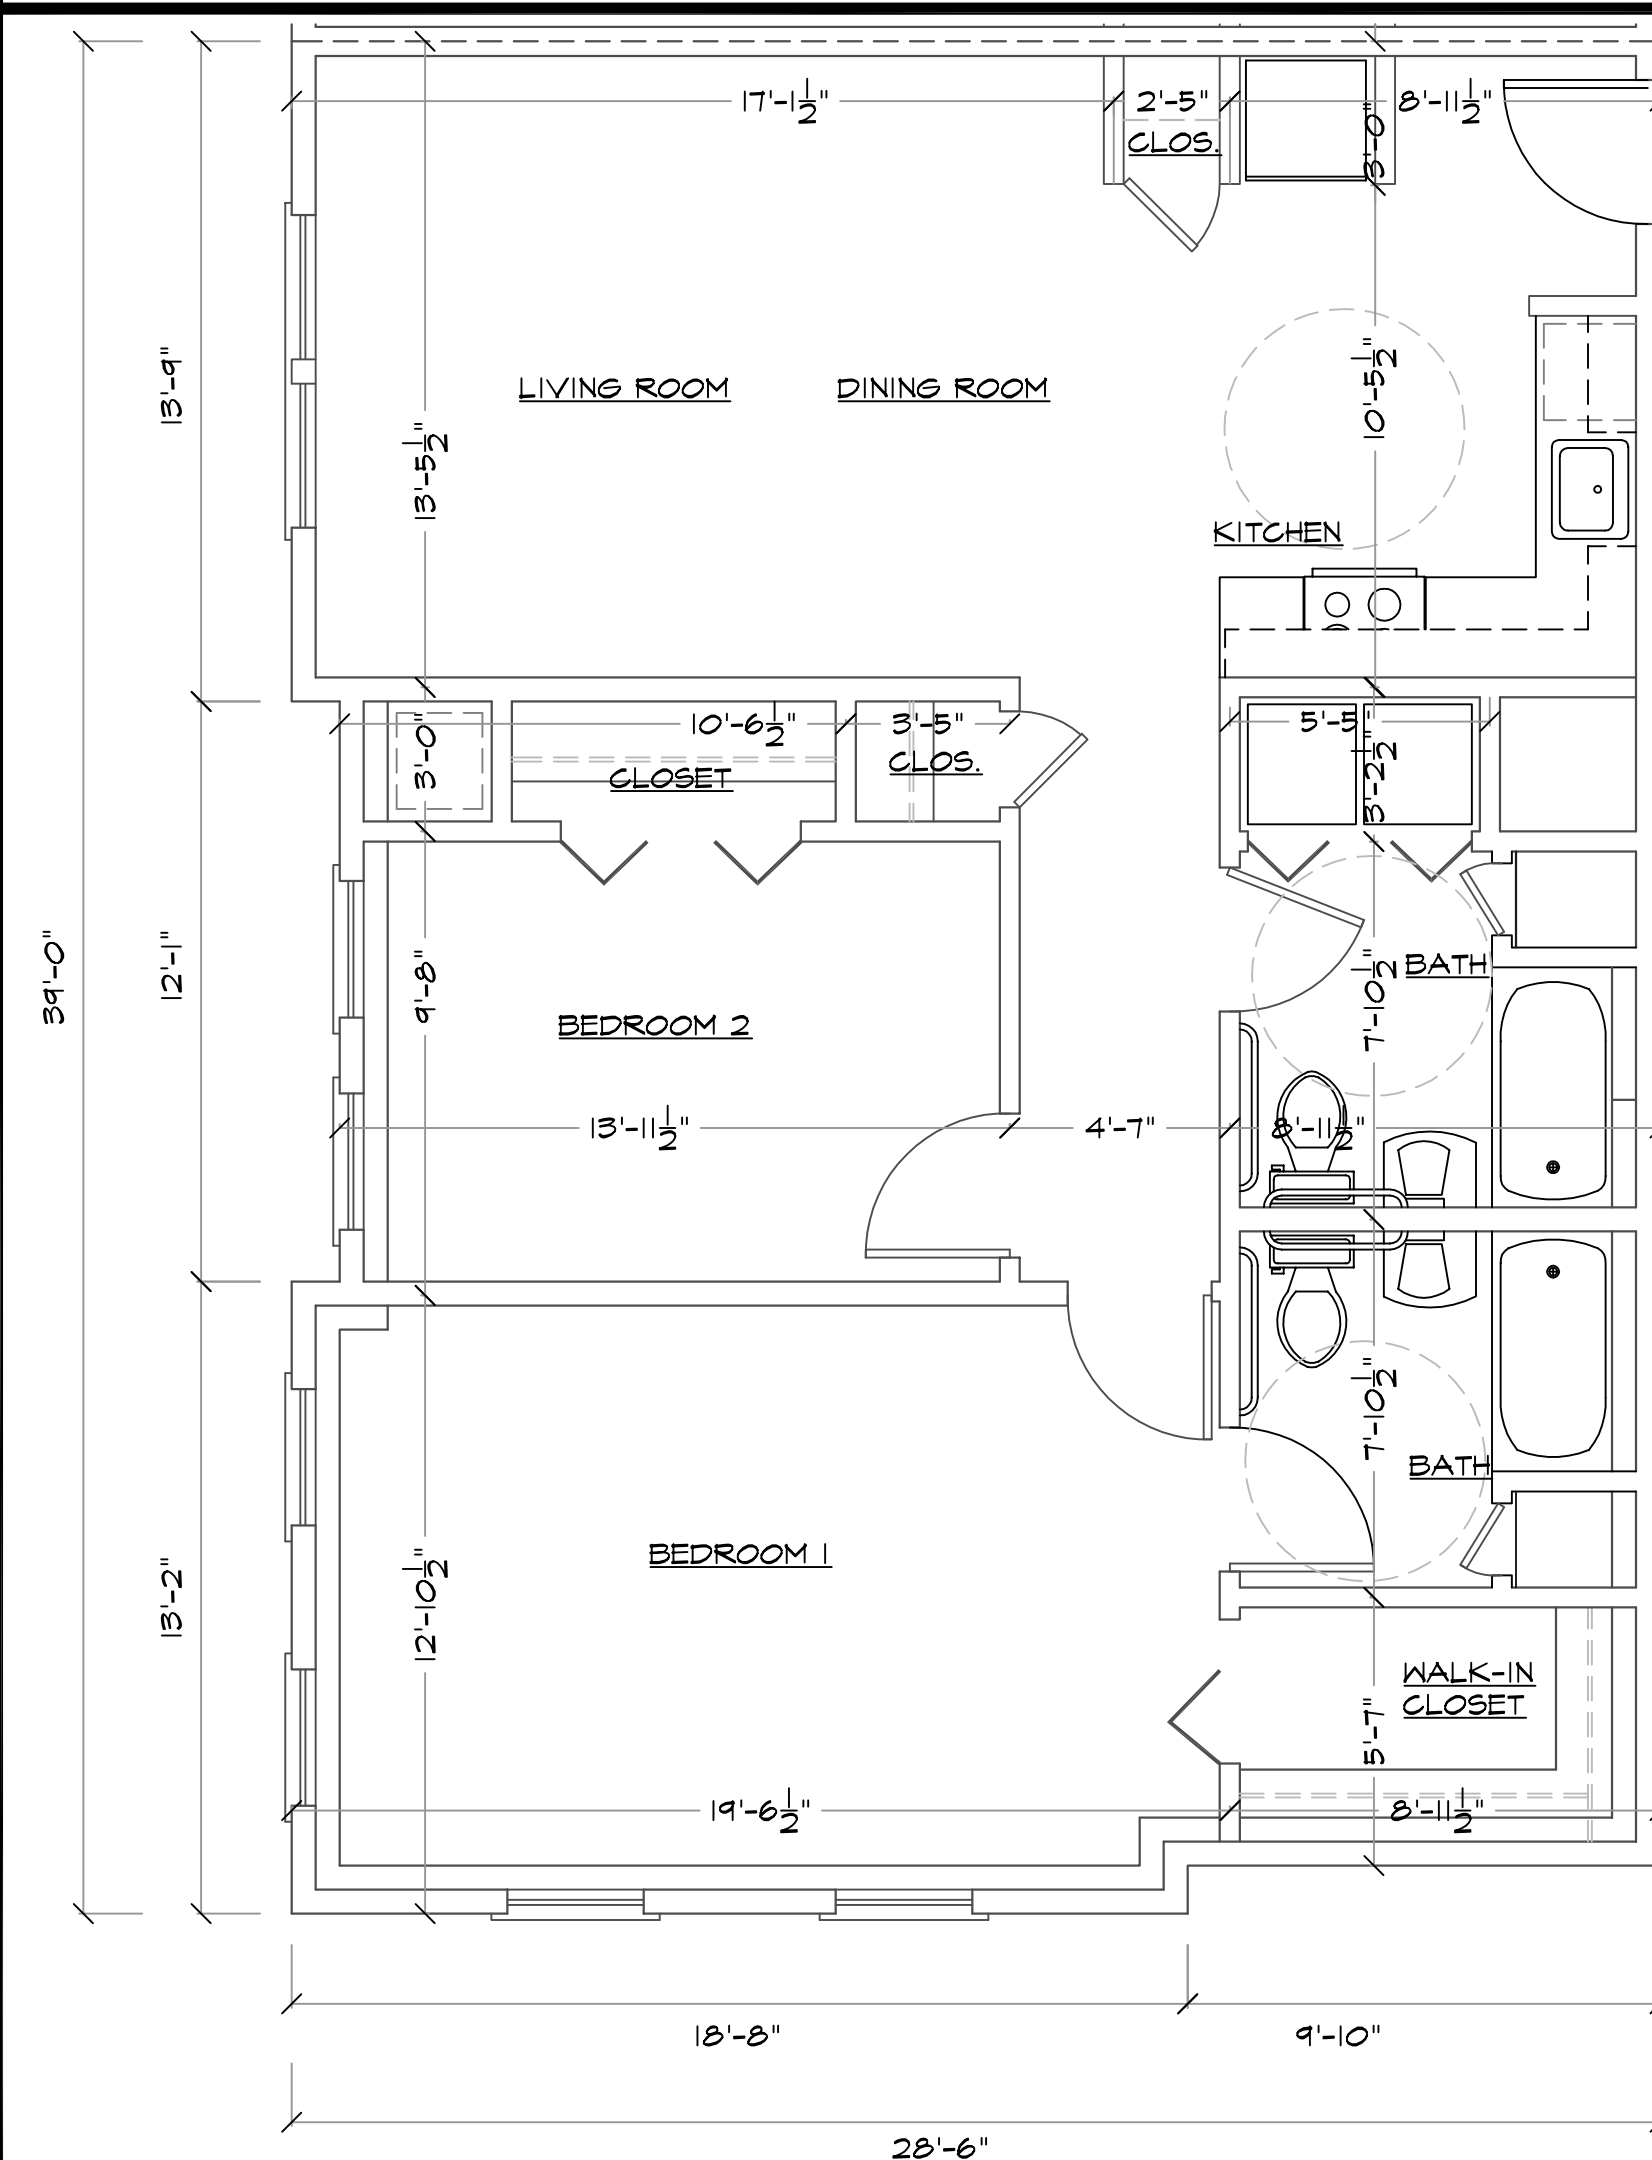 17'-1 1/2"
2'-5"
8'-11 1/2"
CLOS.
3'-0"
13'-9"
LIVING ROOM
DINING ROOM
10'-5 1/2"
13'-5 1/2"
KITCHEN
10'-6 1/2"
3'-5"
5'-5"
3'-0"
CLOSET
CLOS.
3'-2 1/2"
39'-0"
12'-1"
9'-8"
BATH
7'-10 1/2"
BEDROOM 2
13'-11 1/2"
4'-7"
8'-11 1/2"
7'-10 1/2"
BATH
BEDROOM 1
13'-2"
12'-10 1/2"
WALK-IN
CLOSET
5'-7"
19'-6 1/2"
8'-11 1/2"
18'-8"
9'-10"
28'-6"